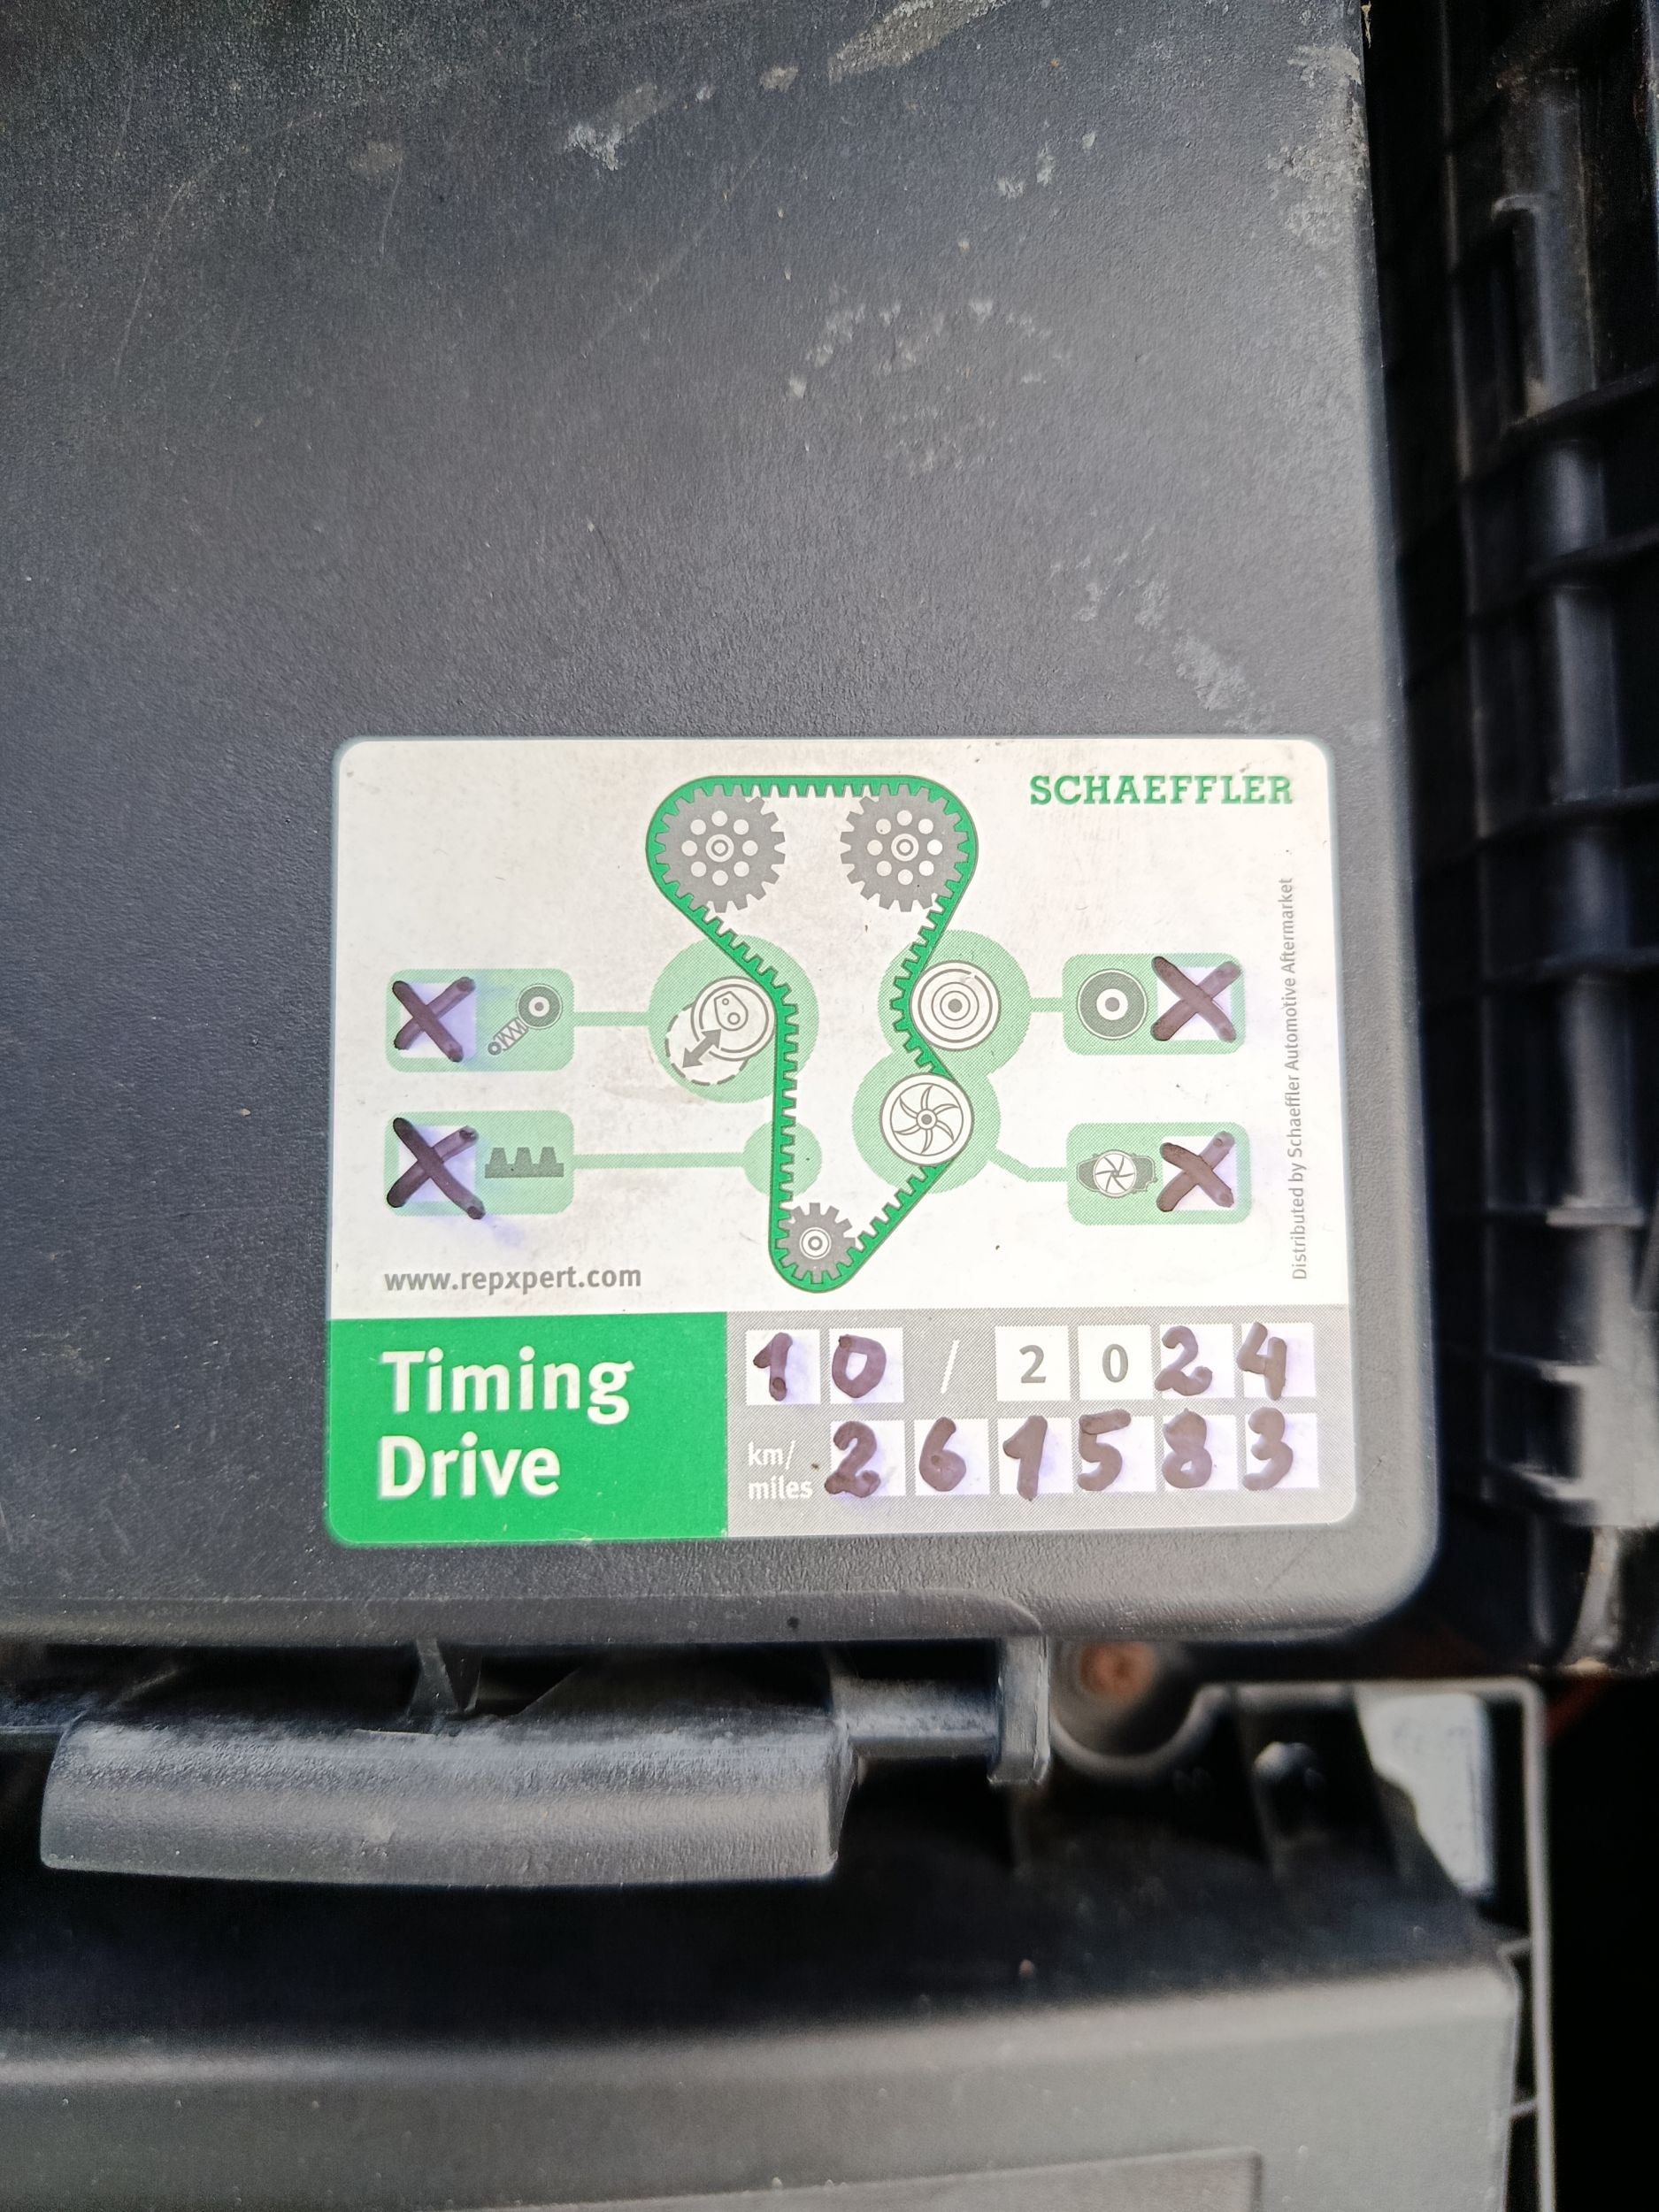 SCHAEFFLER
Distributed by Schaeffler Automotive Aftermarket
www.repxpert.com
Timing
Drive
10 / 2024
km/
miles
261583